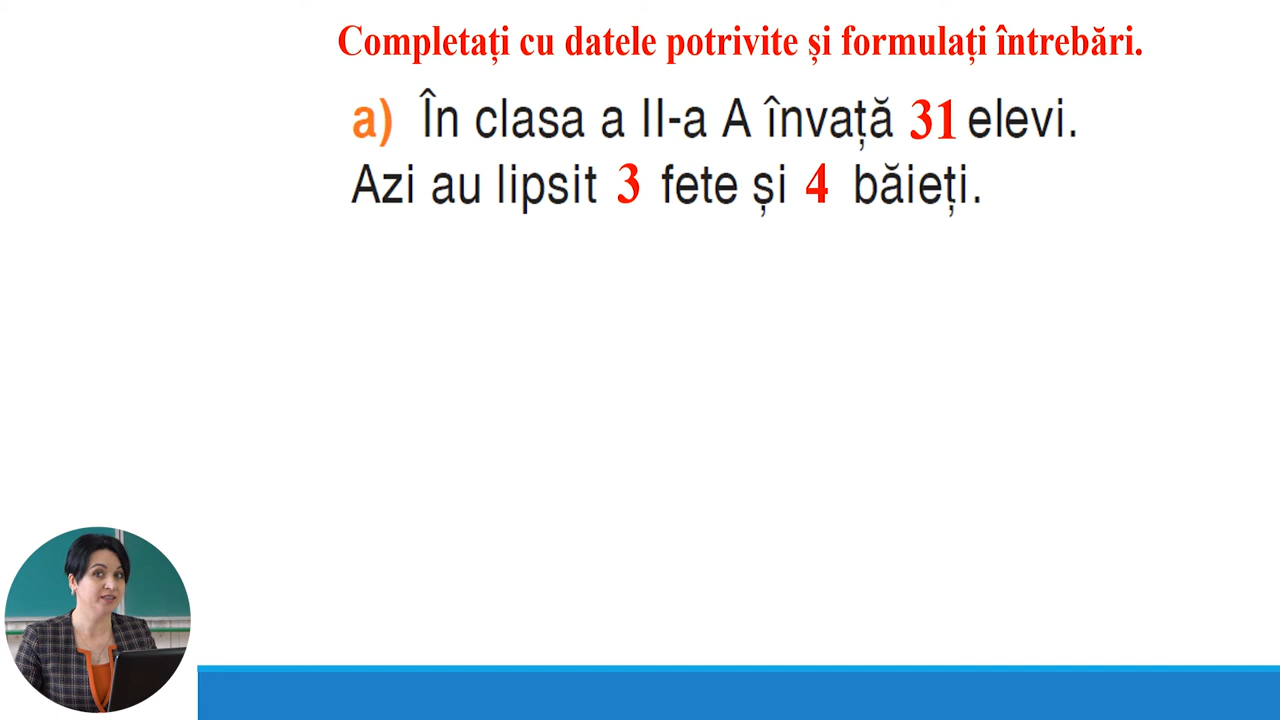 Completați cu datele potrivite și formulați întrebări.
a) În clasa a II-a A învață 31 elevi.
Azi au lipsit 3 fete și 4 băieți.